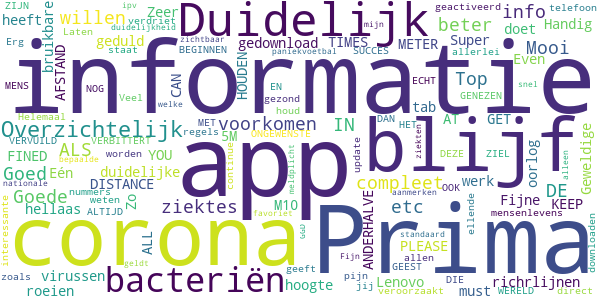 ZIJN ipv verdriet Zeer Duidelijk geactiveerd telefoon
heeft willen duidelijkheid Laten zichtbaar paniekvoetbal mijn info
bruikbare geduld gedownload TIMES METER beter doet Handig
Erg staat BEGINNEN SUCCES Super allerlei Mooi
AFSTAND CAN HOUDEN Top Even
informatie
MENS NOG EN gezond ECHT GENEZEN snel
Veel houd tab
Helemaal welke
Overzichtelijk MET voorkomen IN app blijf AT GET
VERVUILD VERBITTERT regels ONGEWENSTE DAN HET ziekten DEZE ZIEL alleen
FINED ALS worden YOU 5M update oorlog Geweldige
Goed Eén duidelijke continue bepaalde compleet werk DE
nationale nummers DISTANCE meldplicht OOK aanmerken KEEP
Goede weten Zo M10 etc Fijne
hellaas ALTIJD ziektes ANDERHALVE ellende mensenlevens
interessante corona ALL favoriet Prima PLEASE standaard downloaden
GGD Fijn allen richrlijnen
geldt GEEST must
zoals virussen bacteriën geeft pijn Lenovo DIE WERELD direct
roeien hoogte jij veroorzaakt